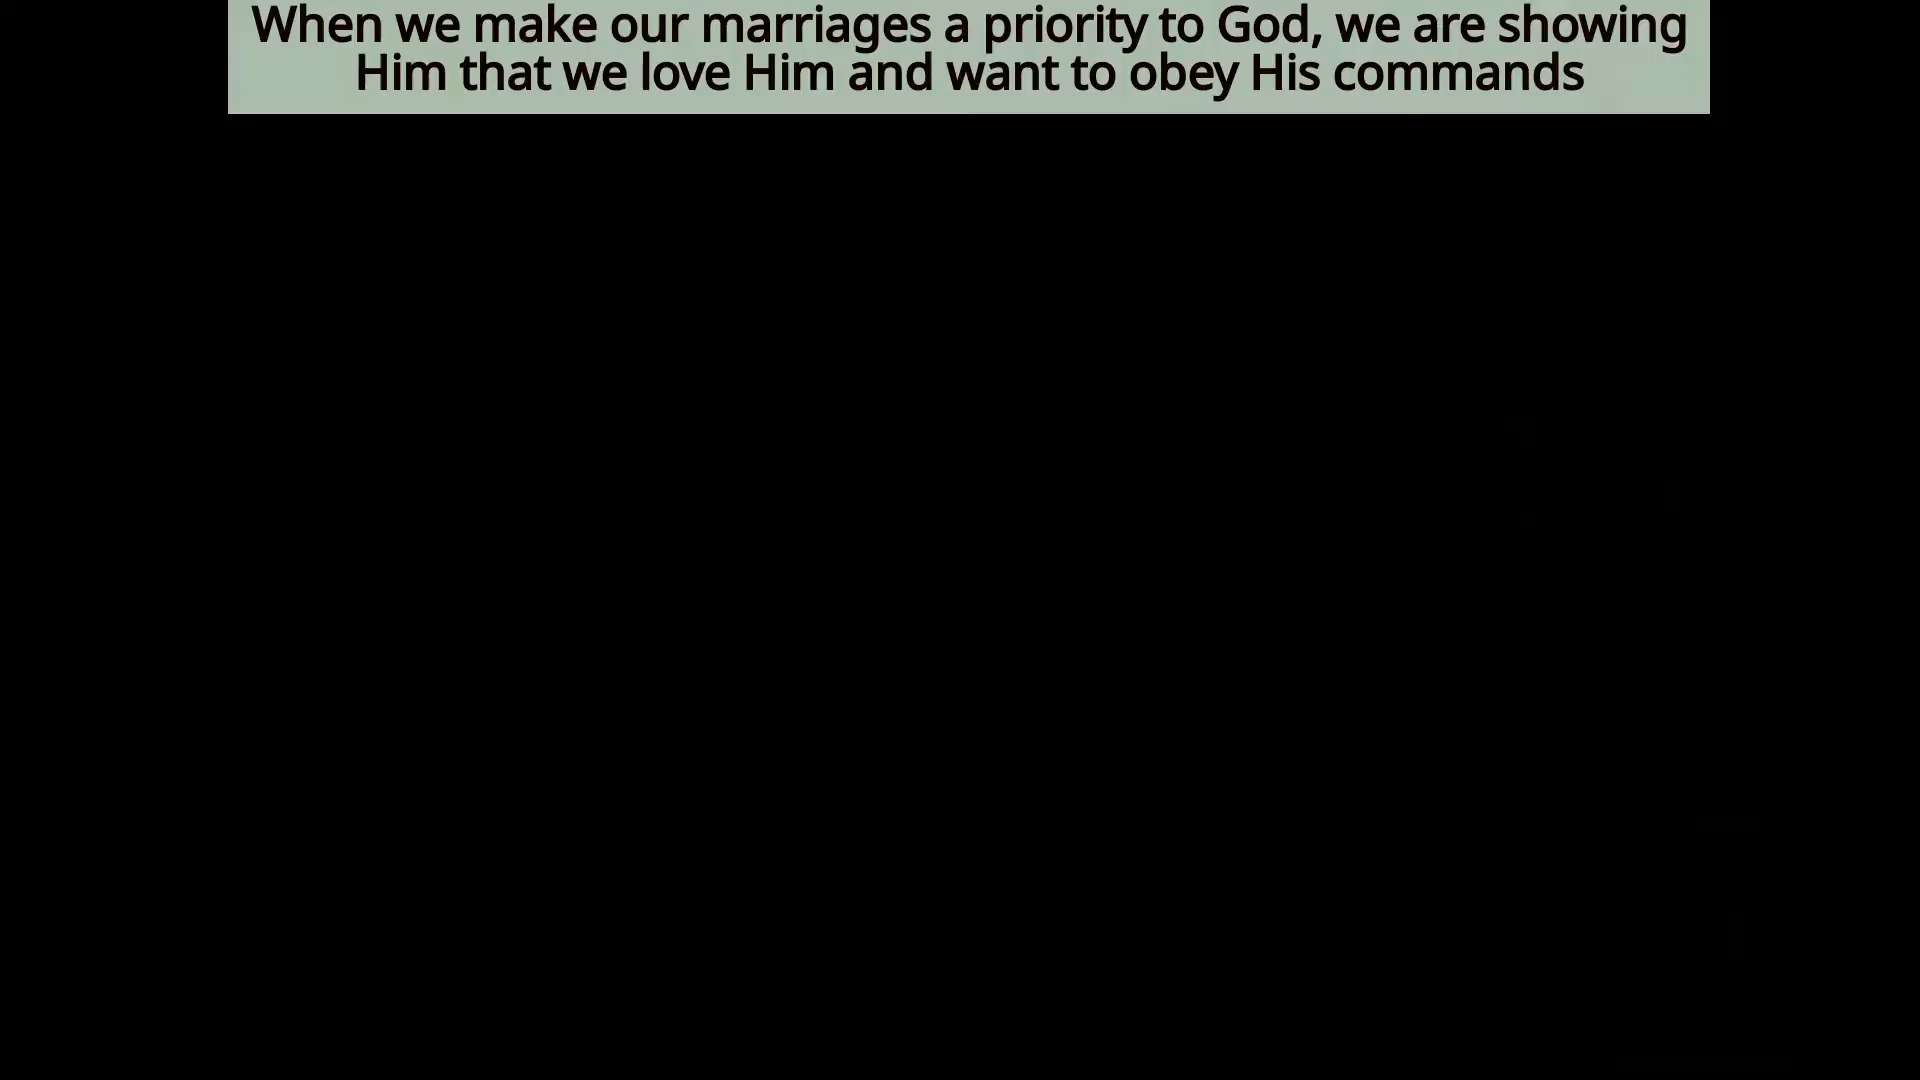 When we make our marriages a priority to God, we are showing
Him that we love Him and want to obey His commands